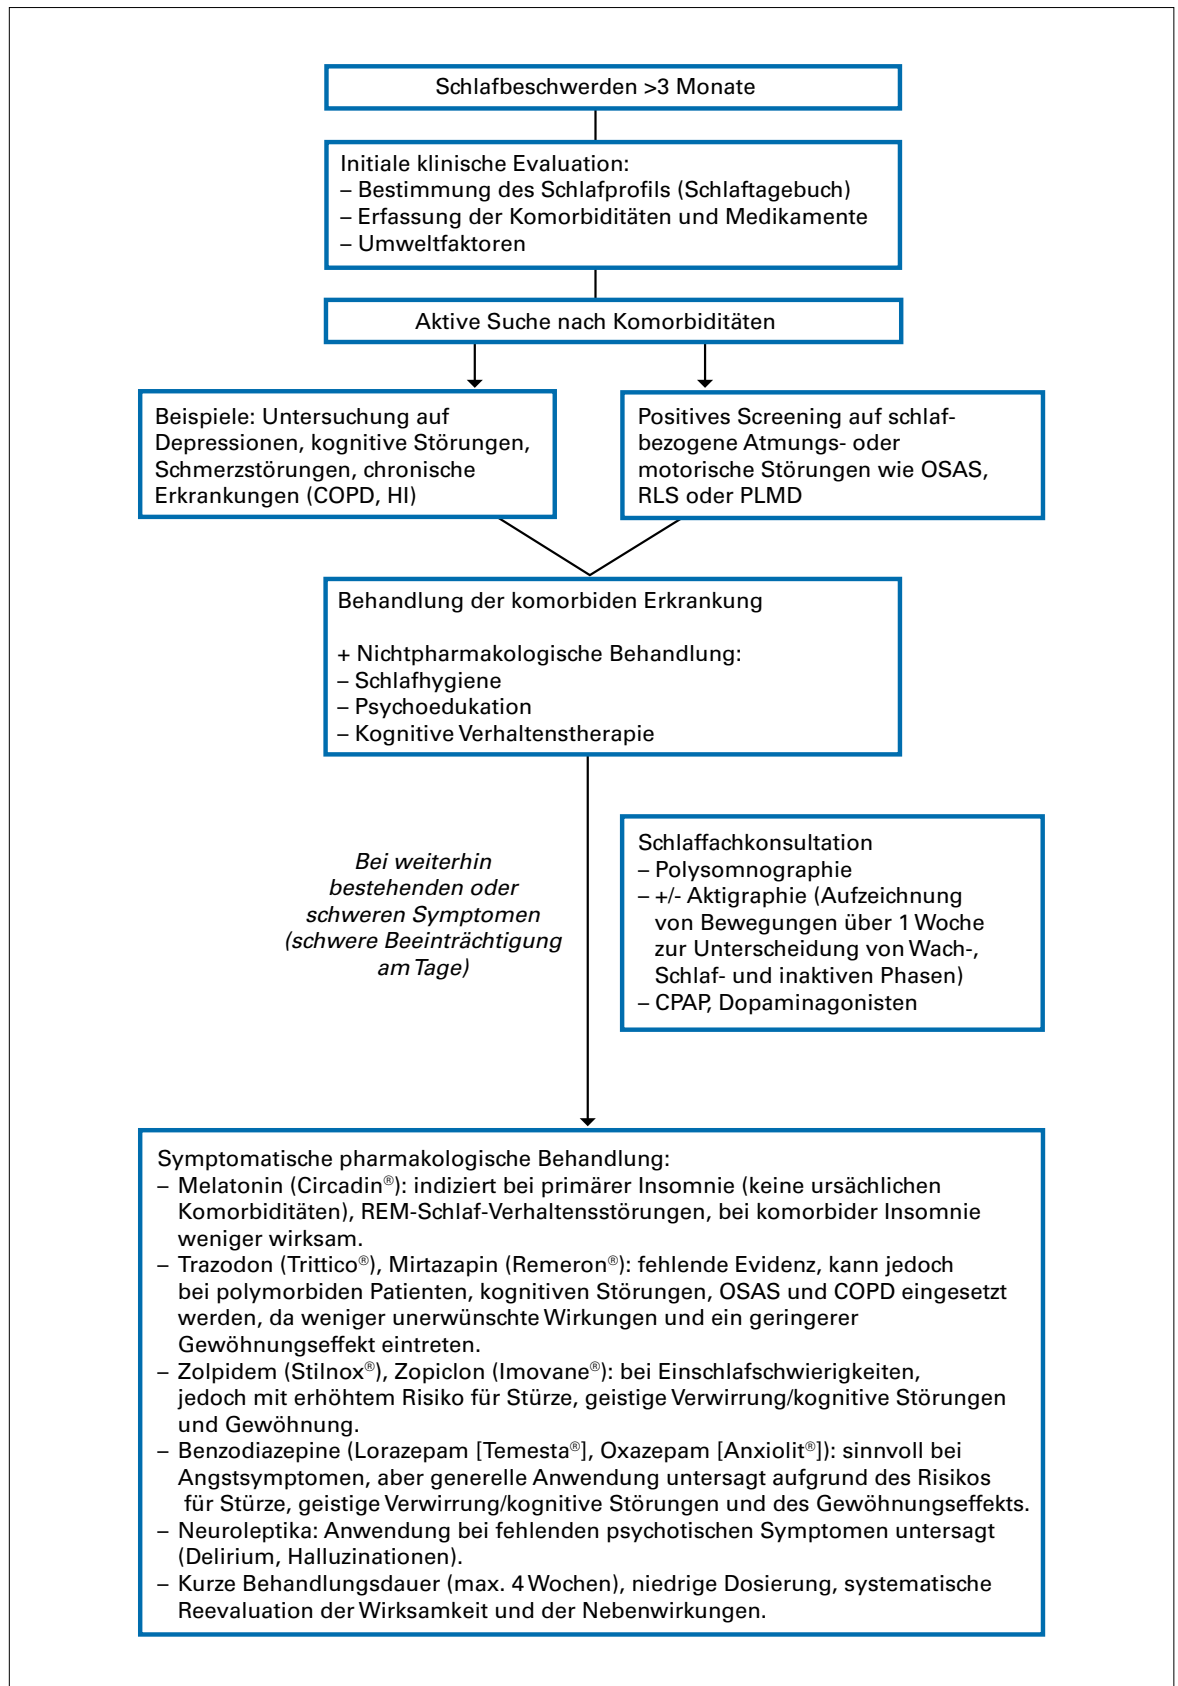 Schlafbeschwerden >3 Monate
Initiale klinische Evaluation:
– Bestimmung des Schlafprofils (Schlaftagebuch)
– Erfassung der Komorbiditäten und Medikamente
– Umweltfaktoren
Aktive Suche nach Komorbiditäten
Beispiele: Untersuchung auf
Depressionen, kognitive Störungen,
Schmerzstörungen, chronische
Erkrankungen (COPD, HI)
Positives Screening auf schlaf-
bezogene Atmungs- oder
motorische Störungen wie OSAS,
RLS oder PLMD
Behandlung der komorbiden Erkrankung
+ Nichtpharmakologische Behandlung:
– Schlafhygiene
– Psychoedukation
– Kognitive Verhaltenstherapie
Bei weiterhin
bestehenden oder
schweren Symptomen
(schwere Beeinträchtigung
am Tage)
Schlaffachkonsultation
– Polysomnographie
– +/- Aktigraphie (Aufzeichnung
von Bewegungen über 1 Woche
zur Unterscheidung von Wach-,
Schlaf- und inaktiven Phasen)
– CPAP, Dopaminagonisten
Symptomatische pharmakologische Behandlung:
– Melatonin (Circadin®): indiziert bei primärer Insomnie (keine ursächlichen
Komorbiditäten), REM-Schlaf-Verhaltensstörungen, bei komorbider Insomnie
weniger wirksam.
– Trazodon (Trittico®), Mirtazapin (Remeron®): fehlende Evidenz, kann jedoch
bei polymorbiden Patienten, kognitiven Störungen, OSAS und COPD eingesetzt
werden, da weniger unerwünschte Wirkungen und ein geringerer
Gewöhnungseffekt eintreten.
– Zolpidem (Stilnox®), Zopiclon (Imovane®): bei Einschlafschwierigkeiten,
jedoch mit erhöhtem Risiko für Stürze, geistige Verwirrung/kognitive Störungen
und Gewöhnung.
– Benzodiazepine (Lorazepam [Temesta®], Oxazepam [Anxiolit®]): sinnvoll bei
Angstsymptomen, aber generelle Anwendung untersagt aufgrund des Risikos
für Stürze, geistige Verwirrung/kognitive Störungen und des Gewöhnungseffekts.
– Neuroleptika: Anwendung bei fehlenden psychotischen Symptomen untersagt
(Delirium, Halluzinationen).
– Kurze Behandlungsdauer (max. 4 Wochen), niedrige Dosierung, systematische
Reevaluation der Wirksamkeit und der Nebenwirkungen.